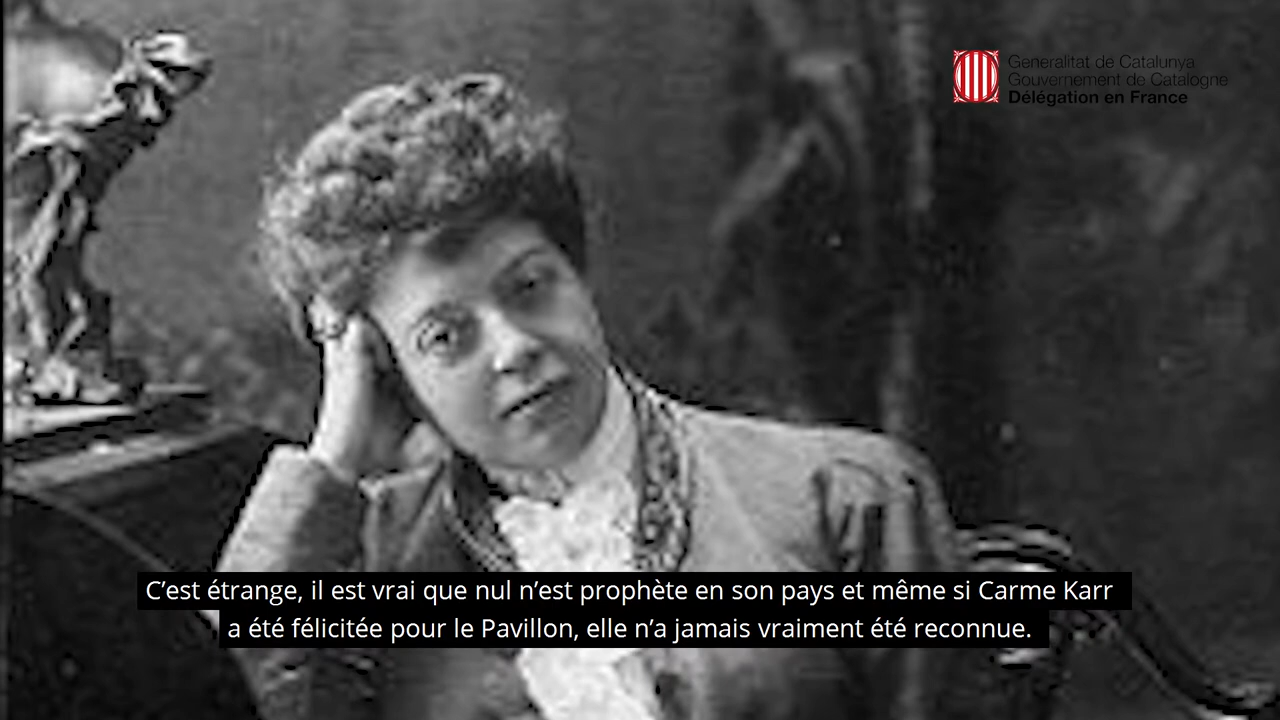 Generalitat de Catalunya
Gouvernement de Catalogne
Délégation en France
C’est étrange, il est vrai que nul n’est prophète en son pays et même si Carme Karr
a été félicitée pour le Pavillon, elle n’a jamais vraiment été reconnue.